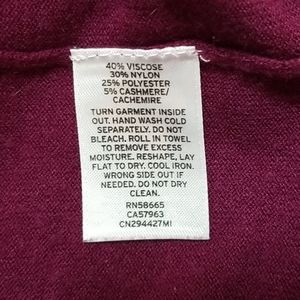 40% VISCOSE
30% NYLON
25% POLYESTER
5% CASHMERE/
CACHEMIRE
TURN GARMENT INSIDE
OUT. HAND WASH COLD
SEPARATELY. DO NOT
BLEACH. ROLL IN TOWEL
TO REMOVE EXCESS
MOISTURE. RESHAPE, LAY
FLAT TO DRY. COOL IRON.
WRONG SIDE OUT IF
NEEDED. DO NOT DRY
CLEAN.
RN58665
CA57963
CN294427MI